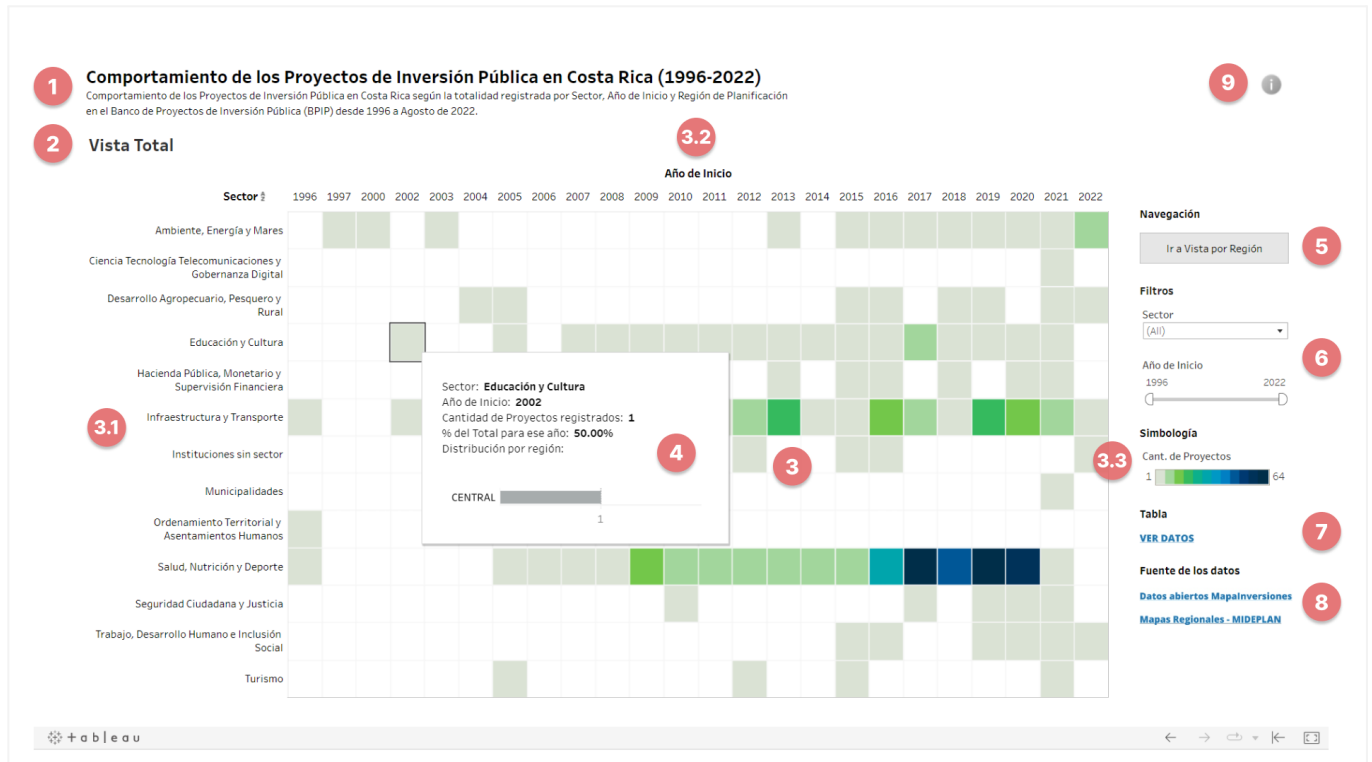 1
Comportamiento de los Proyectos de Inversión Pública en Costa Rica (1996-2022)
Comportamiento de los Proyectos de Inversión Pública en Costa Rica según la totalidad registrada por Sector, Año de Inicio y Región de Planificación
en el Banco de Proyectos de Inversión Pública (BPIP) desde 1996 a Agosto de 2022.
9
i
2
Vista Total
3.2
Año de Inicio
Sector 1996 1997 2000 2002 2003 2004 2005 2006 2007 2008 2009 2010 2011 2012 2013 2014 2015 2016 2017 2018 2019 2020 2021 2022
Ambiente, Energía y Mares
Ciencia Tecnología Telecomunicaciones y
Gobernanza Digital
Desarrollo Agropecuario, Pesquero y
Rural
Educación y Cultura
Hacienda Pública, Monetario y
Supervisión Financiera
3.1
Infraestructura y Transporte
Instituciones sin sector
Municipalidades
Ordenamiento Territorial y
Asentamientos Humanos
Salud, Nutrición y Deporte
Seguridad Ciudadana y Justicia
Trabajo, Desarrollo Humano e Inclusión
Social
Turismo
Sector: Educación y Cultura
Año de Inicio: 2002
Cantidad de Proyectos registrados: 1
% del Total para ese año: 50.00%
Distribución por región:
4
CENTRAL
1
3
Navegación
Ir a Vista por Región
5
Filtros
Sector
(All)
6
Año de Inicio
1996 2022
Simbología
3.3
Cant. de Proyectos
1 64
Tabla
VER DATOS
7
Fuente de los datos
Datos abiertos MapaInversiones
8
Mapas Regionales - MIDEPLAN
+ a b l e a u